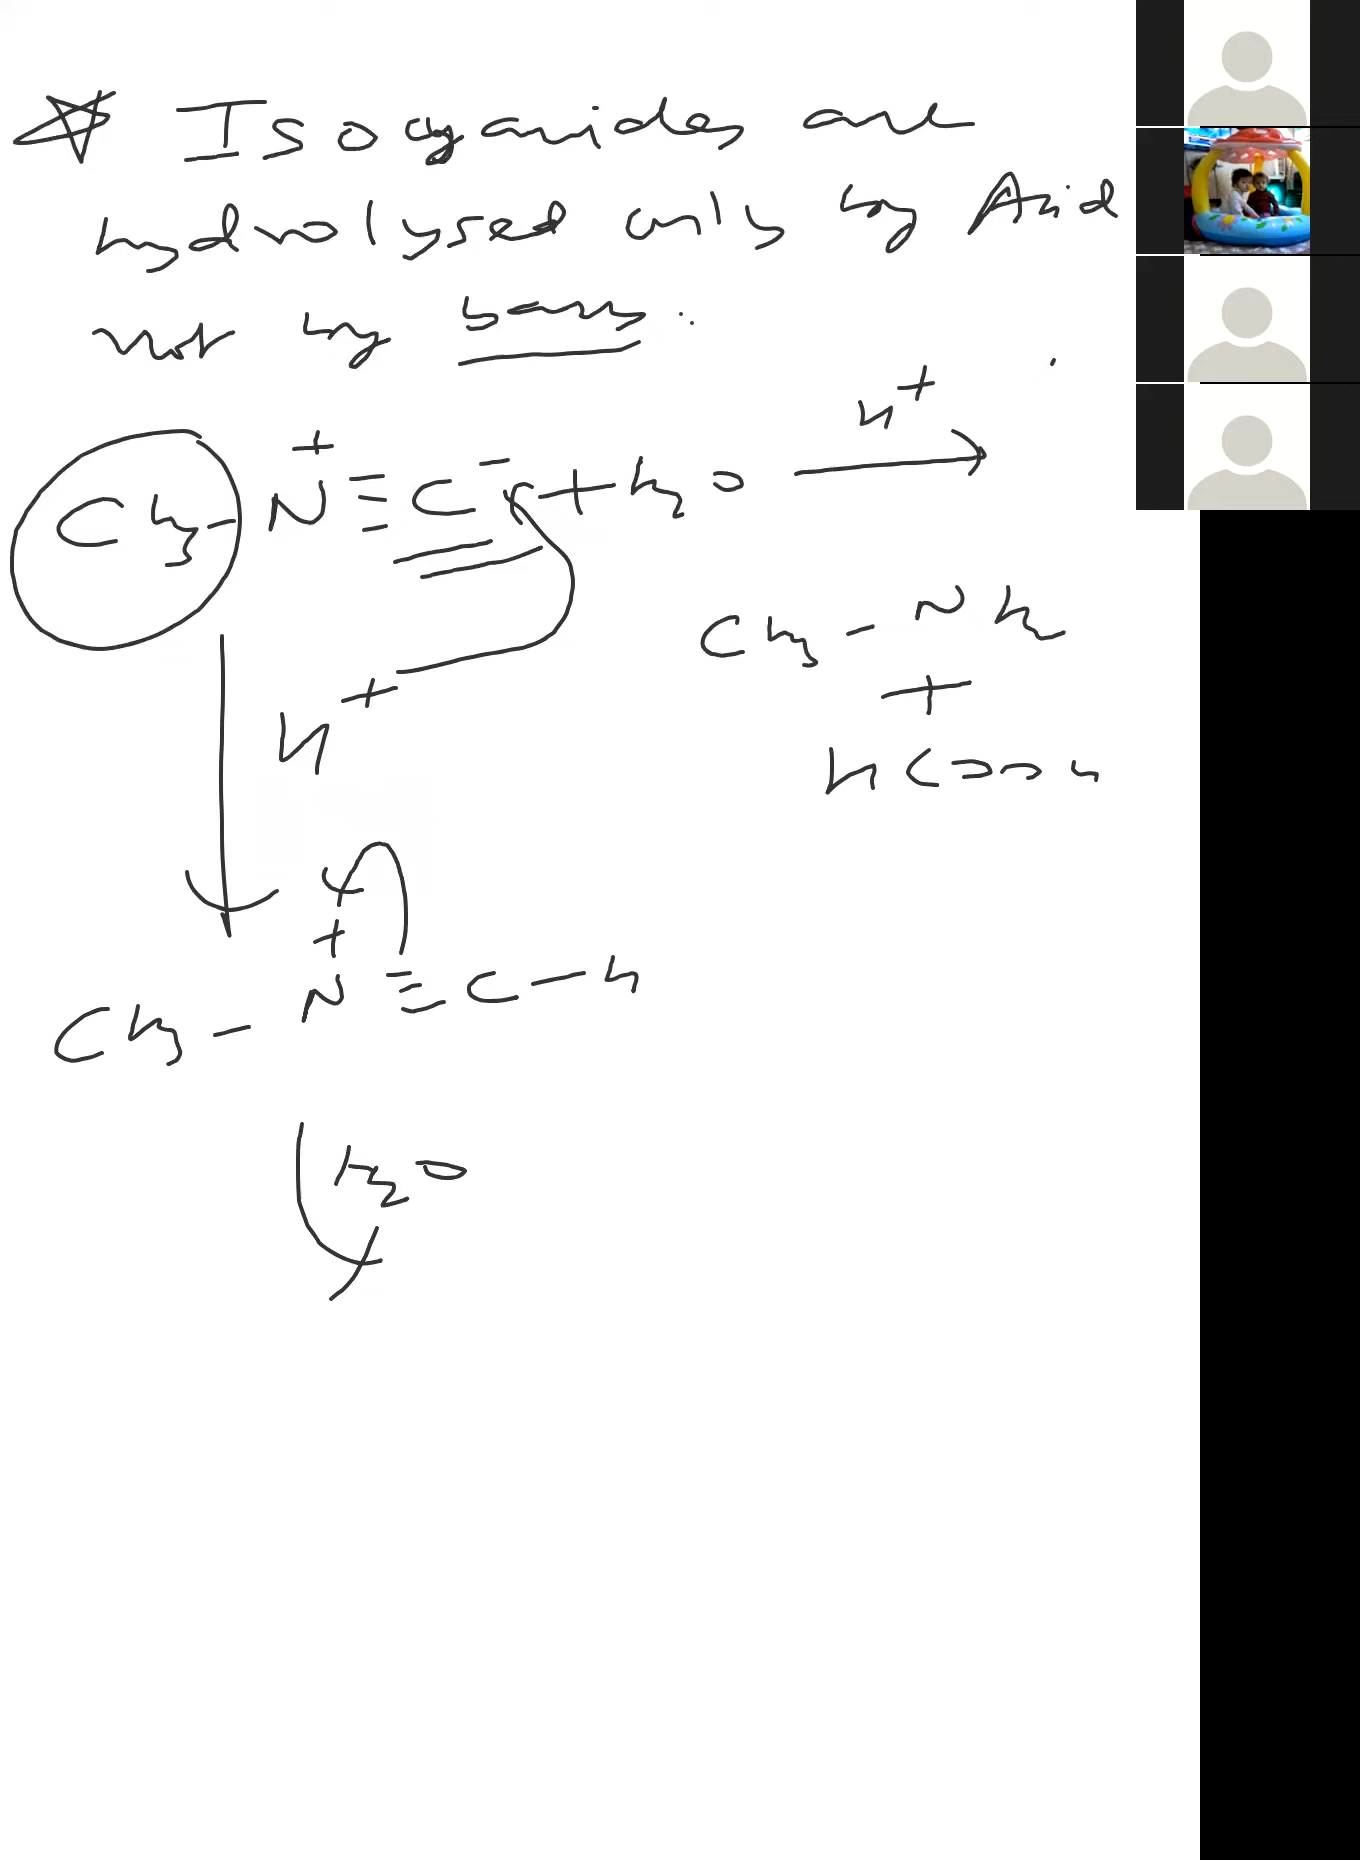 Isocyanides are
hydrolysed only by Acid
not by bases.
CH3-N⁺≡C⁻ + H2O
H⁺
CH3-NH2
+
HCOOH
H⁺
CH3-N⁺≡C-H
H2O